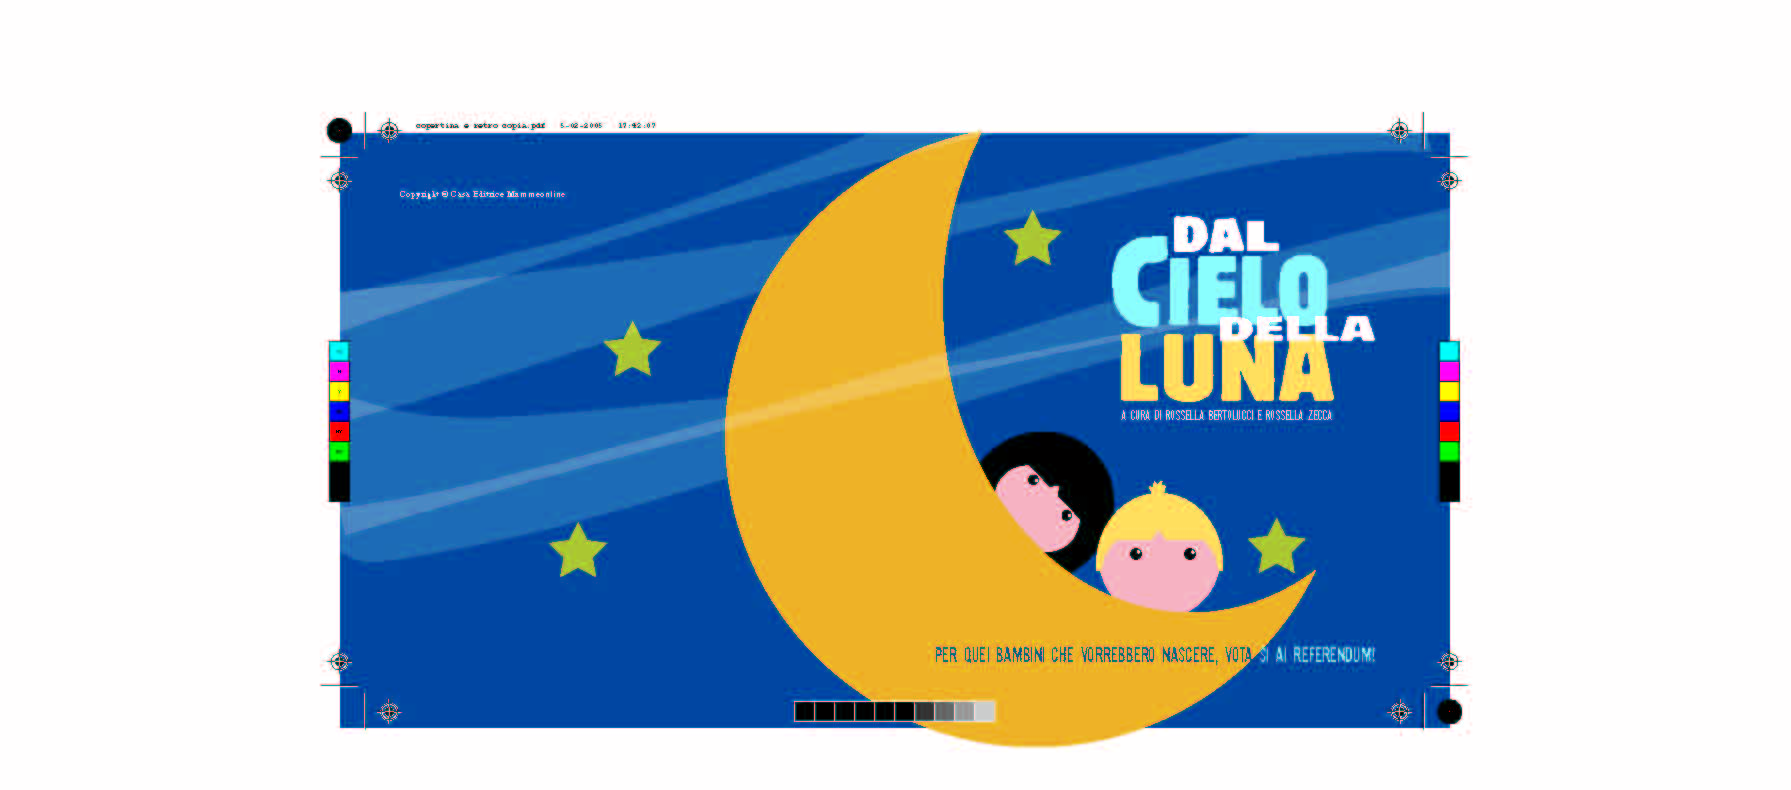 copertina e retro copia.pdf 5-02-2005 17:42:07
Copyright © Casa Editrice Mammeonline
DAL
CIELO
DELLA
LUNA
A CURA DI ROSSELLA BERTOLUCCI E ROSSELLA ZECCA
PER QUEI BAMBINI CHE VORREBBERO NASCERE, VOTA SI AI REFERENDUM!